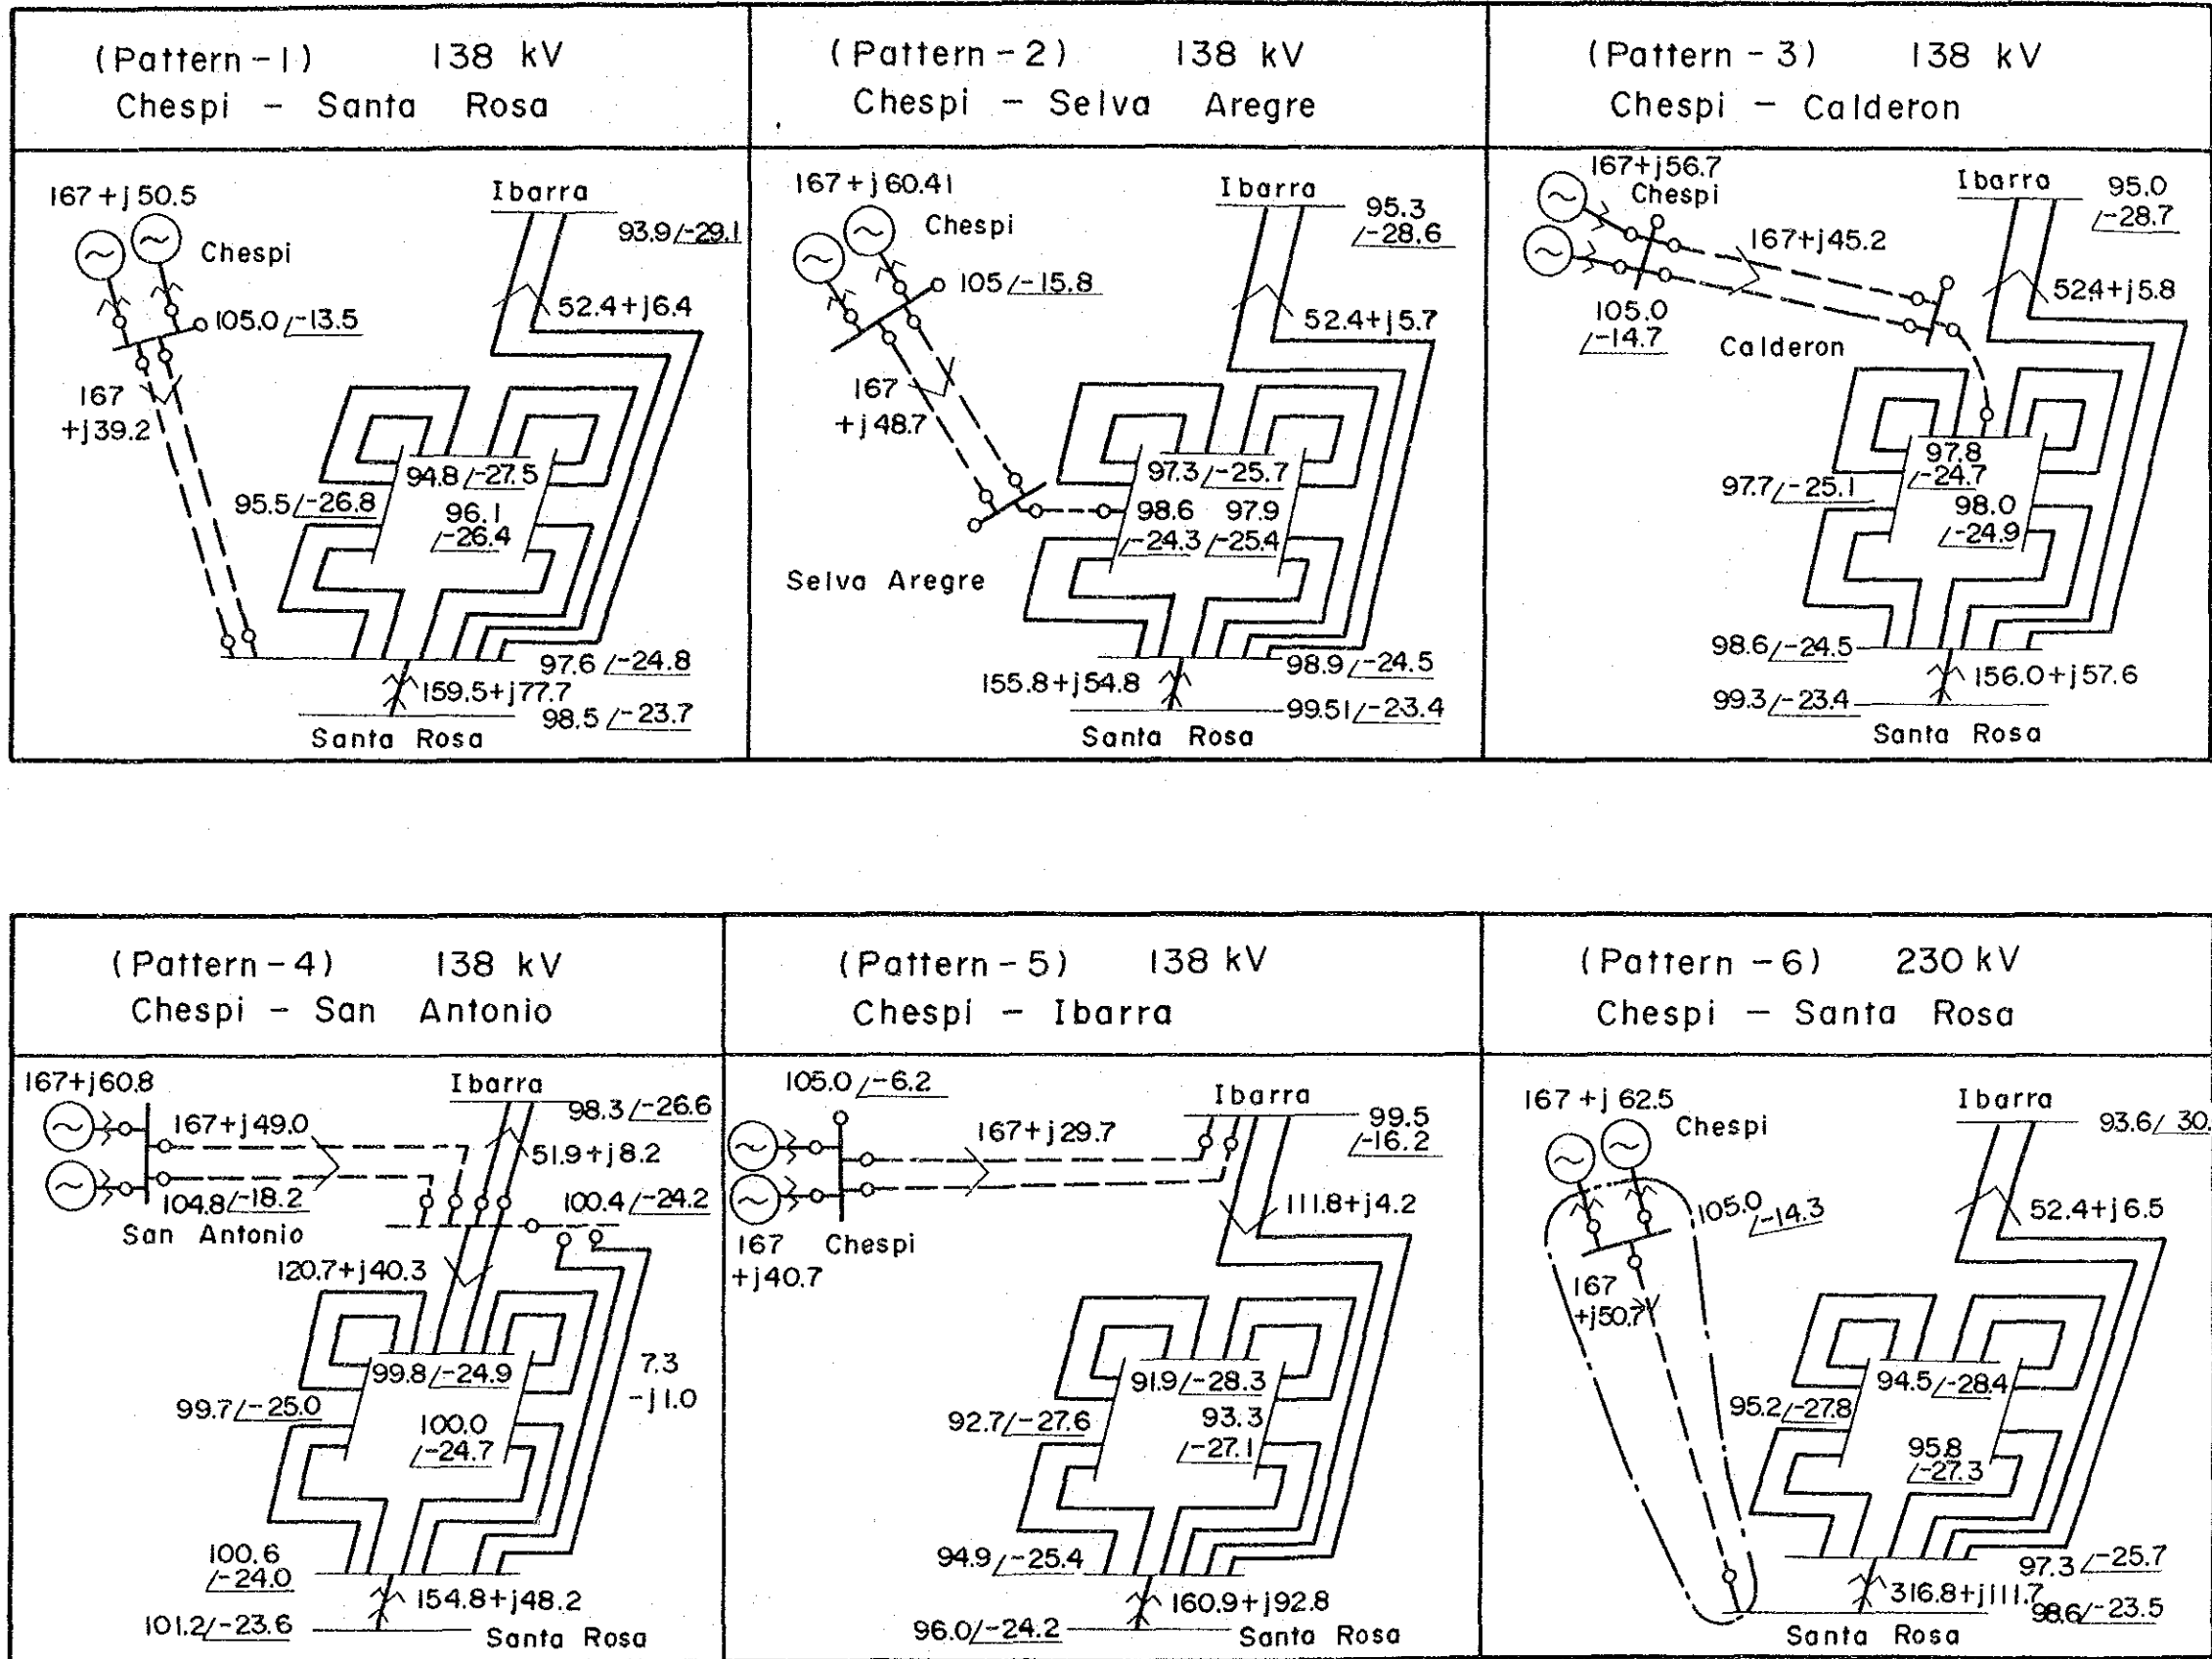 (Pattern-1) 138 kV
Chespi - Santa Rosa
167+j50.5
Chespi
105.0/-13.5
167
+j39.2
Ibarra
93.9/-29.1
52.4+j6.4
94.8/-27.5
95.5/-26.8
96.1
/-26.4
97.6/-24.8
159.5+j77.7
98.5/-23.7
Santa Rosa
(Pattern-2) 138 kV
Chespi - Selva Aregre
167+j60.41
Chespi
105/-15.8
167
+j48.7
Ibarra
95.3
/-28.6
52.4+j5.7
97.3/-25.7
98.6 97.9
/-24.3 /-25.4
Selva Aregre
98.9/-24.5
155.8+j54.8
99.51/-23.4
Santa Rosa
(Pattern-3) 138 kV
Chespi - Calderon
167+j56.7
Chespi
167+j45.2
105.0
/-14.7
Calderon
Ibarra
95.0
/-28.7
52.4+j5.8
97.8
/-24.7
97.7/-25.1
98.0
/-24.9
98.6/-24.5
156.0+j57.6
99.3/-23.4
Santa Rosa
(Pattern-4) 138 kV
Chespi - San Antonio
167+j60.8
167+j49.0
104.8/-18.2
San Antonio
Ibarra
98.3/-26.6
51.9+j8.2
100.4/-24.2
120.7+j40.3
7.3
-j1.0
99.8/-24.9
99.7/-25.0
100.0
/-24.7
100.6
/-24.0
154.8+j48.2
101.2/-23.6
Santa Rosa
(Pattern-5) 138 kV
Chespi - Ibarra
105.0/-6.2
167+j29.7
167 Chespi
+j40.7
Ibarra
99.5
/-16.2
111.8+j4.2
91.9/-28.3
92.7/-27.6
93.3
/-27.1
94.9/-25.4
160.9+j92.8
96.0/-24.2
Santa Rosa
(Pattern-6) 230 kV
Chespi - Santa Rosa
167+j62.5
Chespi
105.0
/-14.3
167
+j50.7
Ibarra
93.6/30.
52.4+j6.5
94.5/-28.4
95.2/-27.8
95.8
/-27.3
97.3/-25.7
316.8+j111.7
98.6/-23.5
Santa Rosa